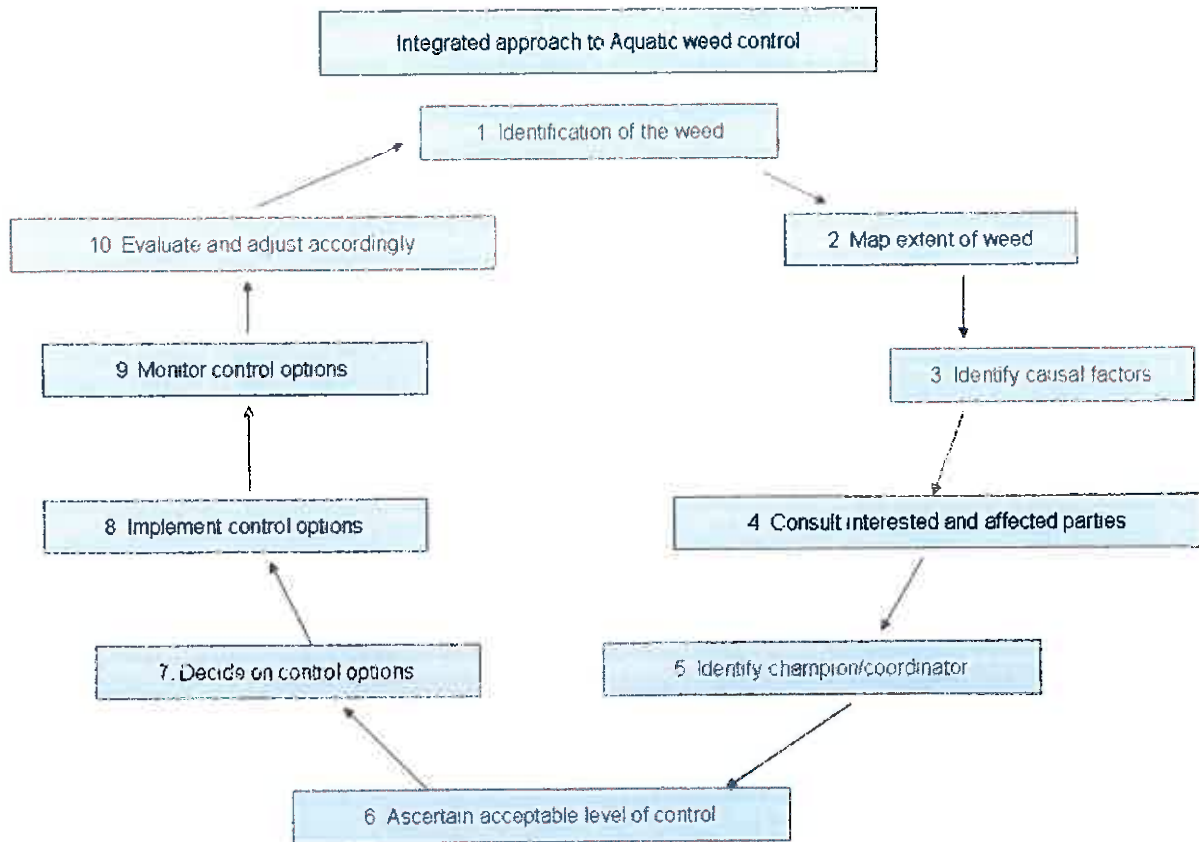 Integrated approach to Aquatic weed control
1 Identification of the weed
2 Map extent of weed
3 Identify causal factors
4 Consult interested and affected parties
5 Identify champion/coordinator
6 Ascertain acceptable level of control
7. Decide on control options
8 Implement control options
9 Monitor control options
10 Evaluate and adjust accordingly